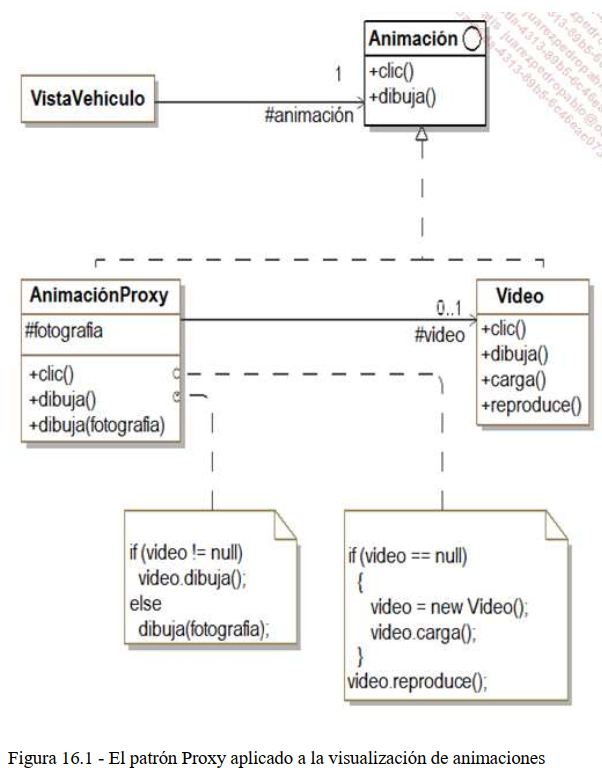 Animación
+clic()
+dibuja()
VistaVehiculo
1
#animación
AnimaciónProxy
#fotografia
+clic()
+dibuja()
+dibuja(fotografia)
0..1
#video
Video
+clic()
+dibuja()
+carga()
+reproduce()
if (video != null)
video.dibuja();
else
dibuja(fotografia);
if (video == null)
{
video = new Video();
video.carga();
}
video.reproduce();
Figura 16.1 - El patrón Proxy aplicado a la visualización de animaciones